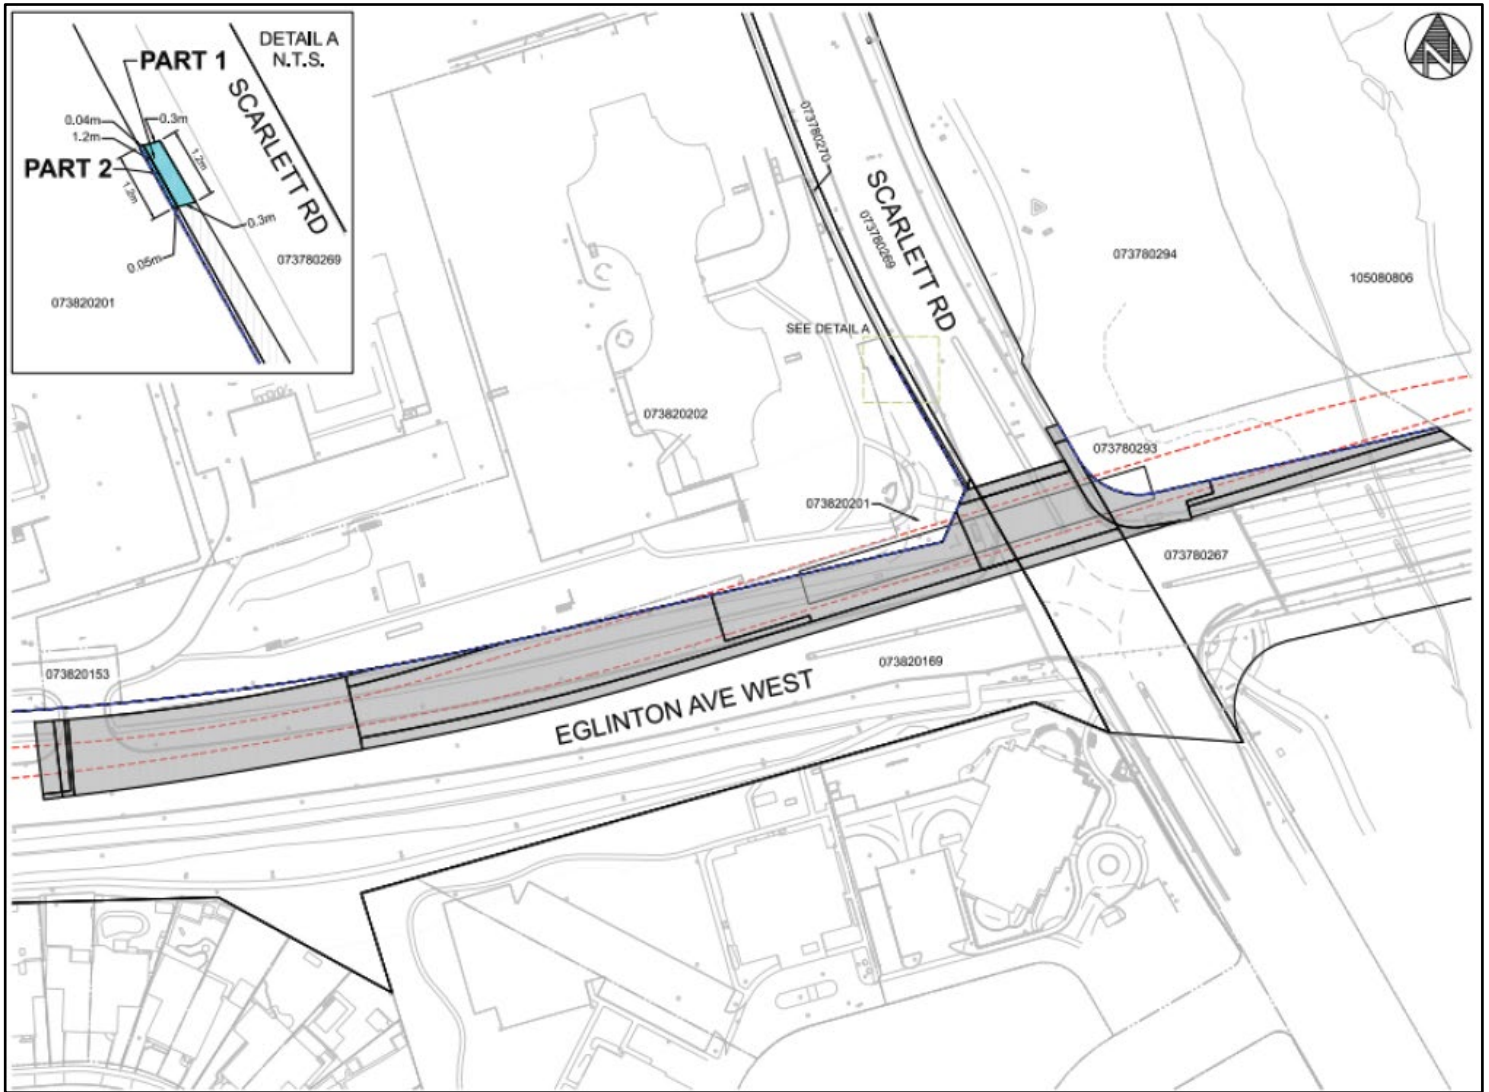 DETAIL A
N.T.S.
PART 1
SCARLETT RD
0.04m
0.3m
1.2m
1.2m
PART 2
1.2m
0.3m
0.05m
073780269
073820201
N
073780270
SCARLETT RD
073780269
073780294
105080806
SEE DETAIL A
073820202
073780293
073820201
073780267
073820153
073820169
EGLINTON AVE WEST